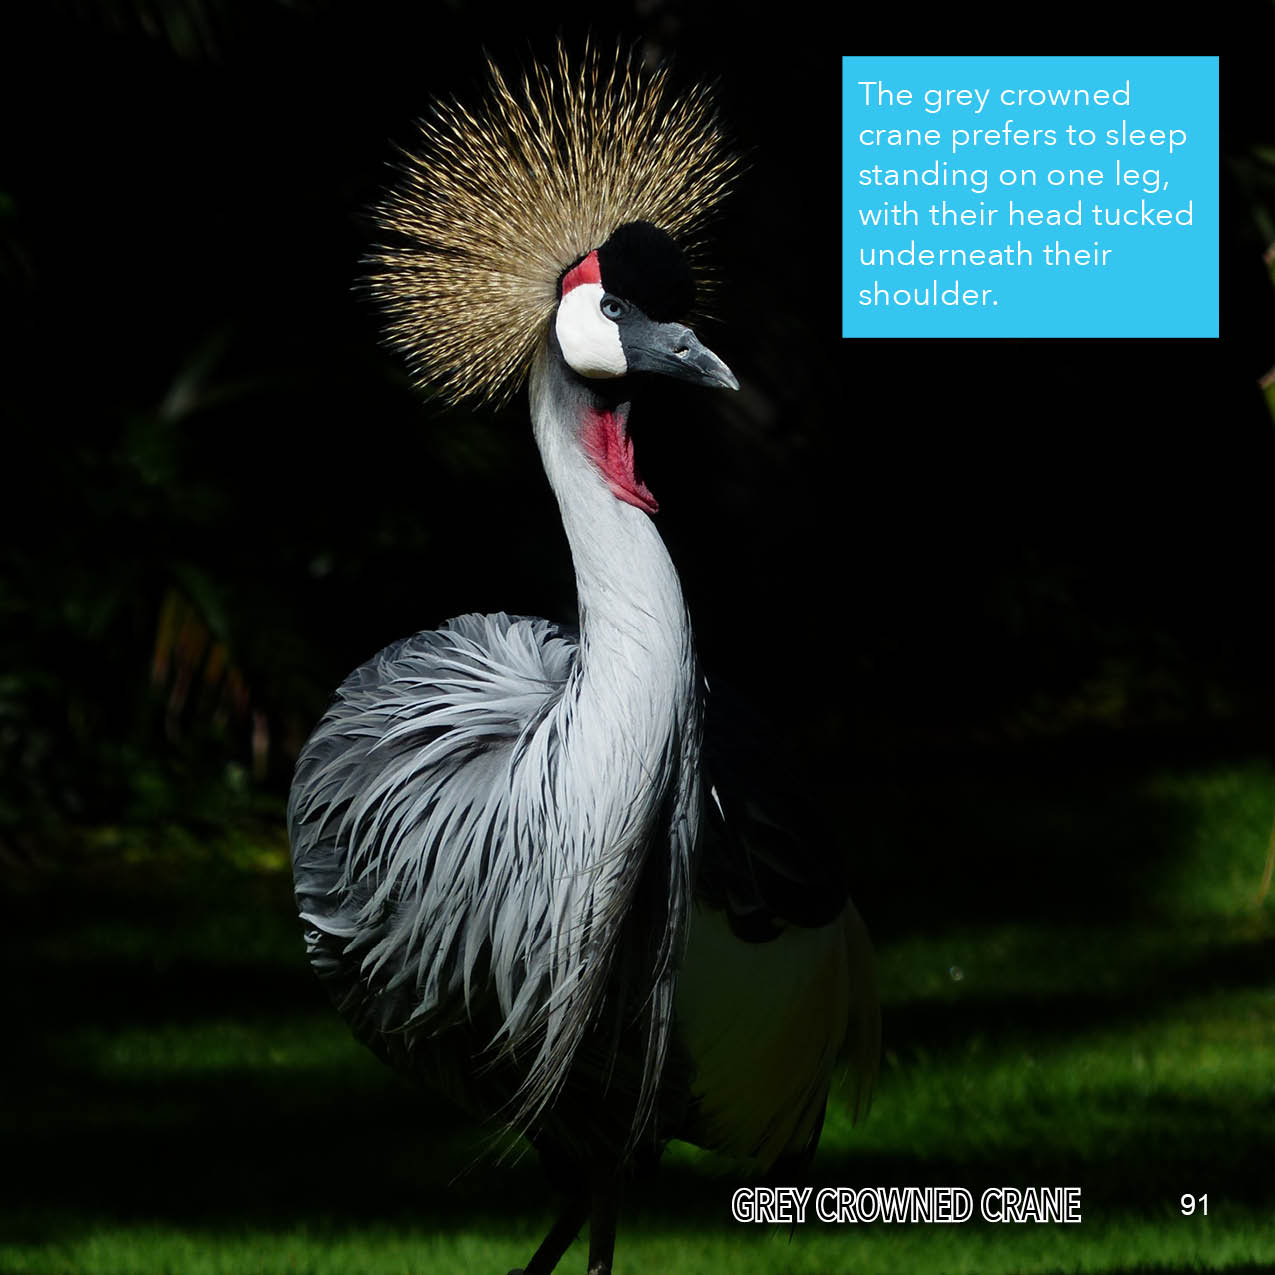 The grey crowned
crane prefers to sleep
standing on one leg,
with their head tucked
underneath their
shoulder.
GREY CROWNED CRANE
91